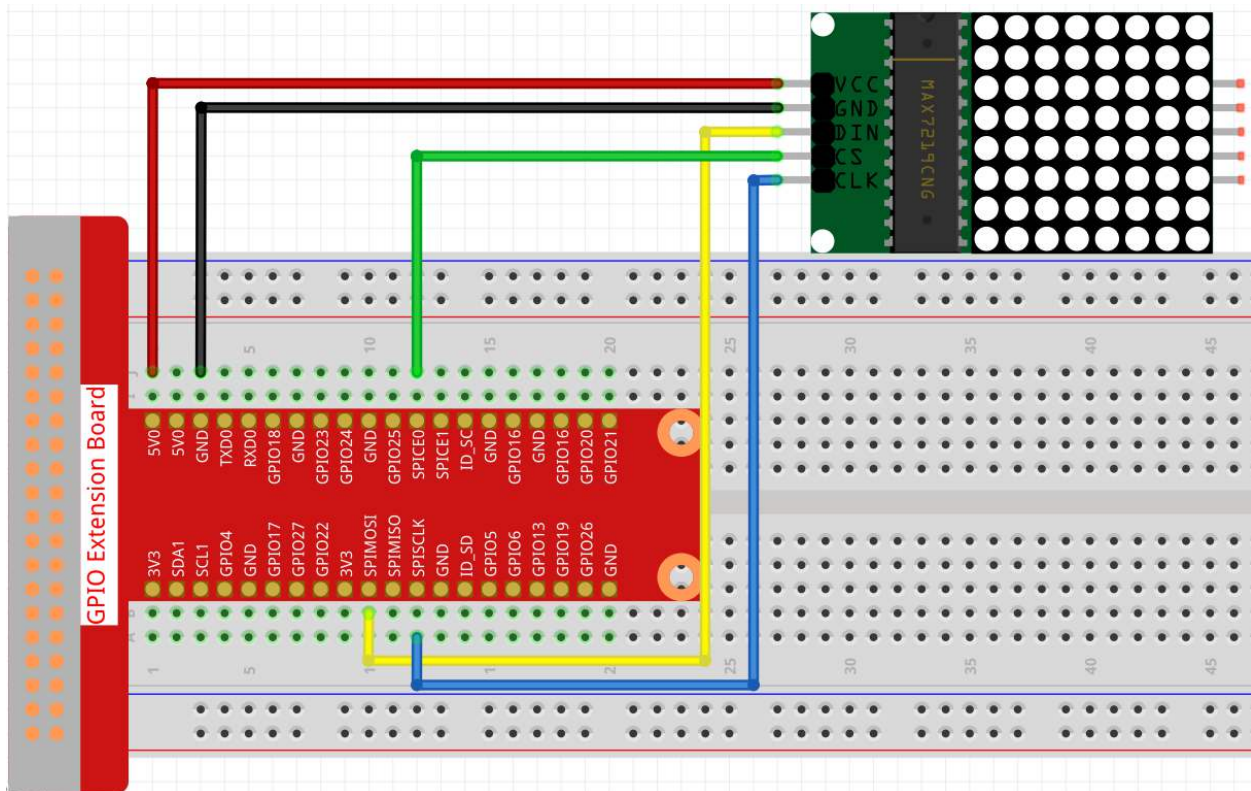 VCC
GND
DIN
CS
CLK
MAX7219CNG
5
10
15
20
25
30
35
40
45
J
GPIO Extension Board
5V0
5V0
GND
TXD0
RXD0
GPIO18
GND
GPIO23
GPIO24
GND
GPIO25
SPICE0
SPICE1
ID_SC
GND
GPIO16
GND
GPIO16
GPIO20
GPIO21
3V3
SDA1
SCL1
GPIO4
GND
GPIO17
GPIO27
GPIO22
3V3
SPIMOSI
SPIMISO
SPISCLK
GND
ID_SD
GPIO5
GPIO6
GPIO13
GPIO19
GPIO26
GND
B
A
1
5
1
1
2
25
30
35
40
45